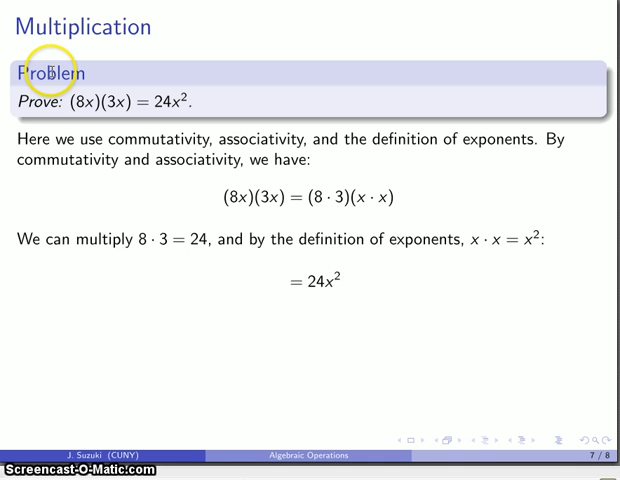 Multiplication
Problem
Prove: (8x)(3x) = 24x².
Here we use commutativity, associativity, and the definition of exponents. By
commutativity and associativity, we have:
(8x)(3x) = (8 · 3)(x · x)
We can multiply 8 · 3 = 24, and by the definition of exponents, x · x = x²:
= 24x²
J. Suzuki (CUNY) Algebraic Operations 7 / 8
Screencast-O-Matic.com